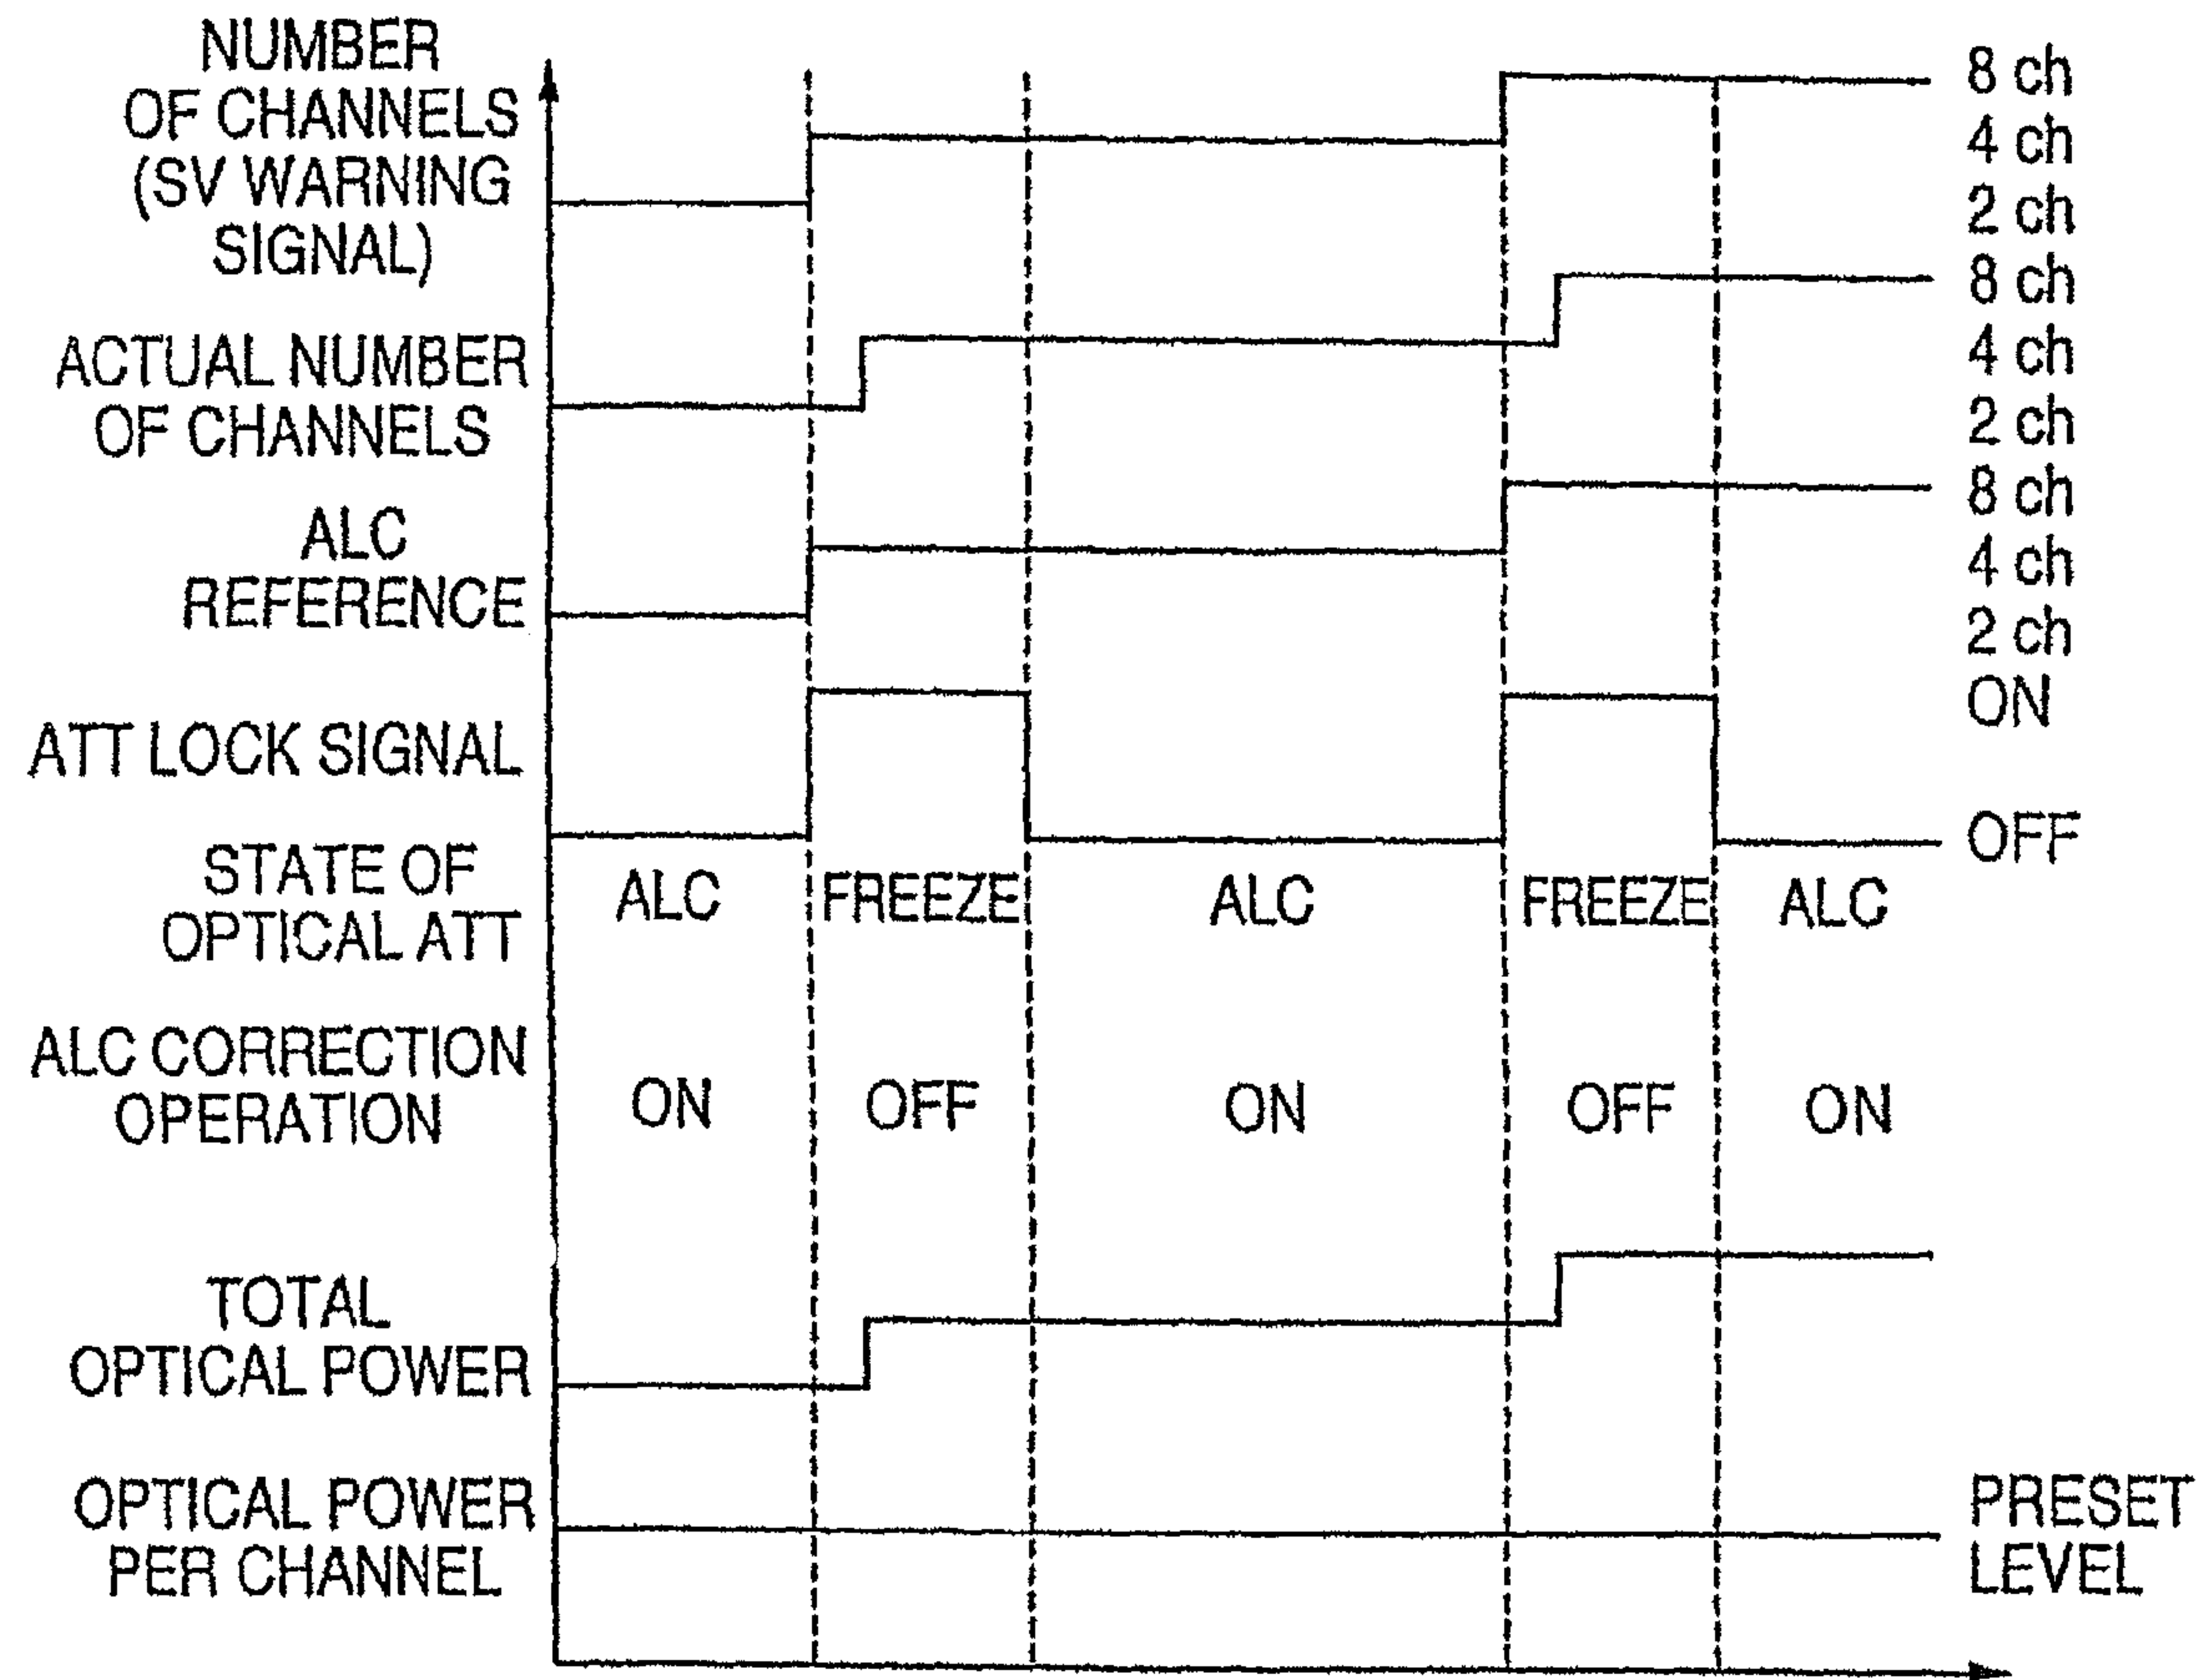 NUMBER
OF CHANNELS
(SV WARNING
SIGNAL)
8 ch
4 ch
2 ch
ACTUAL NUMBER
OF CHANNELS
8 ch
4 ch
2 ch
ALC
REFERENCE
8 ch
4 ch
2 ch
ATT LOCK SIGNAL
ON
OFF
STATE OF
OPTICAL ATT
ALC
FREEZE
ALC
FREEZE
ALC
ALC CORRECTION
OPERATION
ON
OFF
ON
OFF
ON
TOTAL
OPTICAL POWER
OPTICAL POWER
PER CHANNEL
PRESET
LEVEL